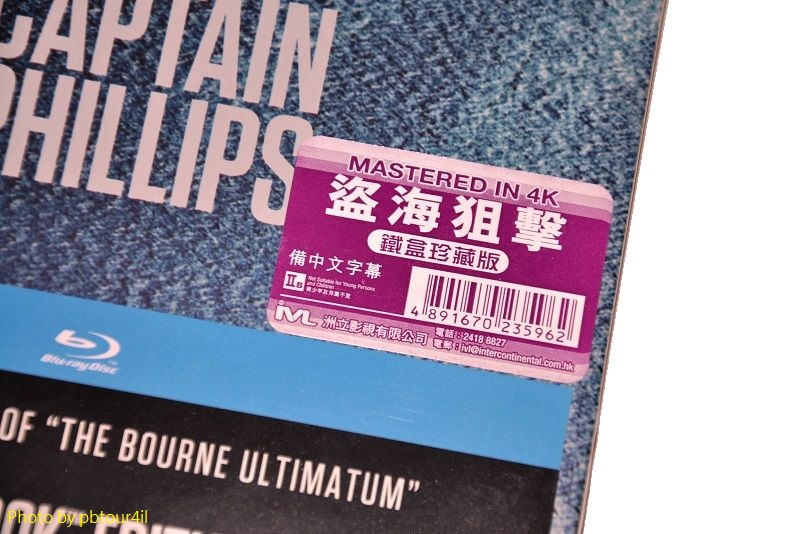 CAPTAIN
PHILLIPS
MASTERED IN 4K
盜海狙擊
鐵盒珍藏版
備中文字幕
IIB Not Suitable for Young Persons and Children
青少年及兒童不宜
4 891670 235962
IVL 洲立影視有限公司
電話：2418 8827
電郵：ivl@intercontinental.com.hk
Blu-ray Disc
OF "THE BOURNE ULTIMATUM"
Photo by pbtour4il